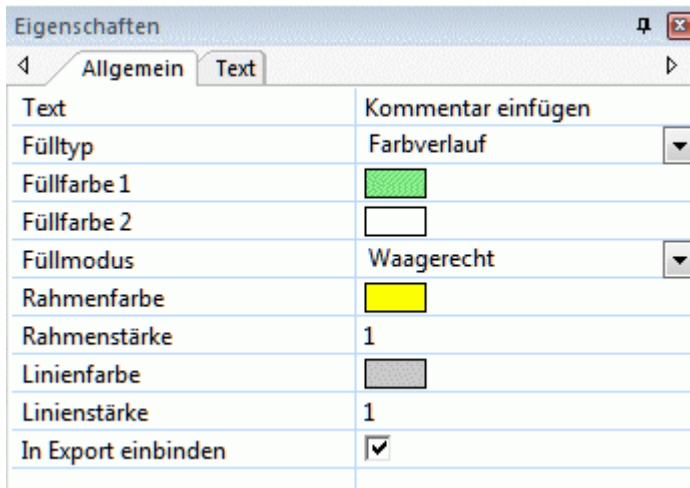 Eigenschaften
Allgemein Text
Text Kommentar einfügen
Fülltyp Farbverlauf
Füllfarbe 1
Füllfarbe 2
Füllmodus Waagerecht
Rahmenfarbe
Rahmenstärke 1
Linienfarbe
Linienstärke 1
In Export einbinden